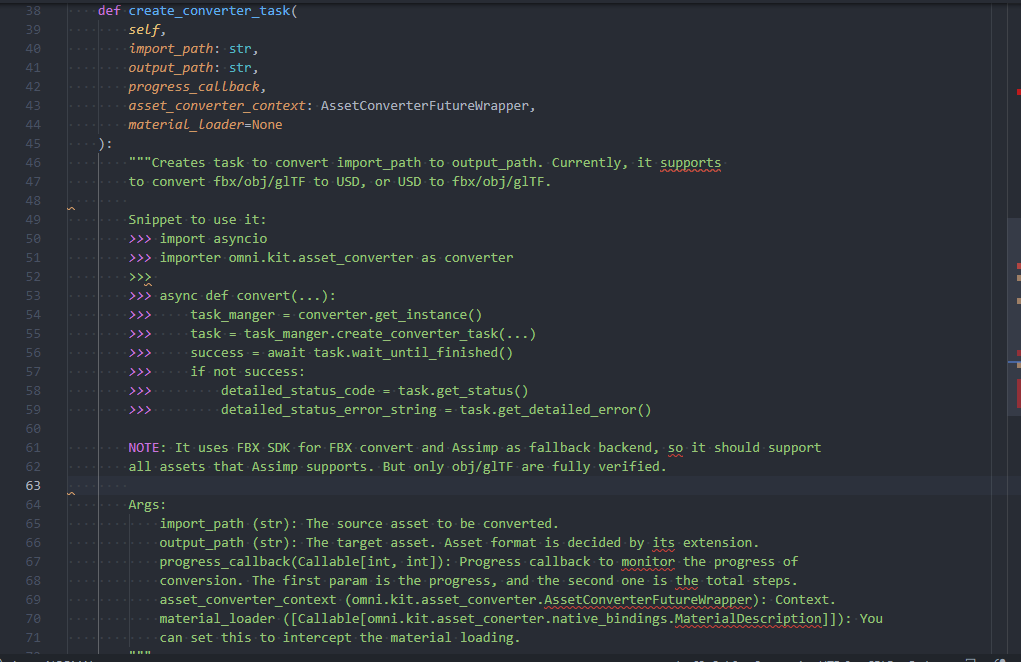 38 def create_converter_task(
39 self,
40 import_path: str,
41 output_path: str,
42 progress_callback,
43 asset_converter_context: AssetConverterFutureWrapper,
44 material_loader=None
45 ):
46 """Creates task to convert import_path to output_path. Currently, it supports
47 to convert fbx/obj/glTF to USD, or USD to fbx/obj/glTF.
48
49 Snippet to use it:
50 >>> import asyncio
51 >>> importer omni.kit.asset_converter as converter
52 >>>
53 >>> async def convert(...):
54 >>>     task_manger = converter.get_instance()
55 >>>     task = task_manger.create_converter_task(...)
56 >>>     success = await task.wait_until_finished()
57 >>>     if not success:
58 >>>         detailed_status_code = task.get_status()
59 >>>         detailed_status_error_string = task.get_detailed_error()
60
61 NOTE: It uses FBX SDK for FBX convert and Assimp as fallback backend, so it should support
62 all assets that Assimp supports. But only obj/glTF are fully verified.
63
64 Args:
65 import_path (str): The source asset to be converted.
66 output_path (str): The target asset. Asset format is decided by its extension.
67 progress_callback(Callable[int, int]): Progress callback to monitor the progress of
68 conversion. The first param is the progress, and the second one is the total steps.
69 asset_converter_context (omni.kit.asset_converter.AssetConverterFutureWrapper): Context.
70 material_loader ([Callable[omni.kit.asset_conerter.native_bindings.MaterialDescription]]): You
71 can set this to intercept the material loading.
"""